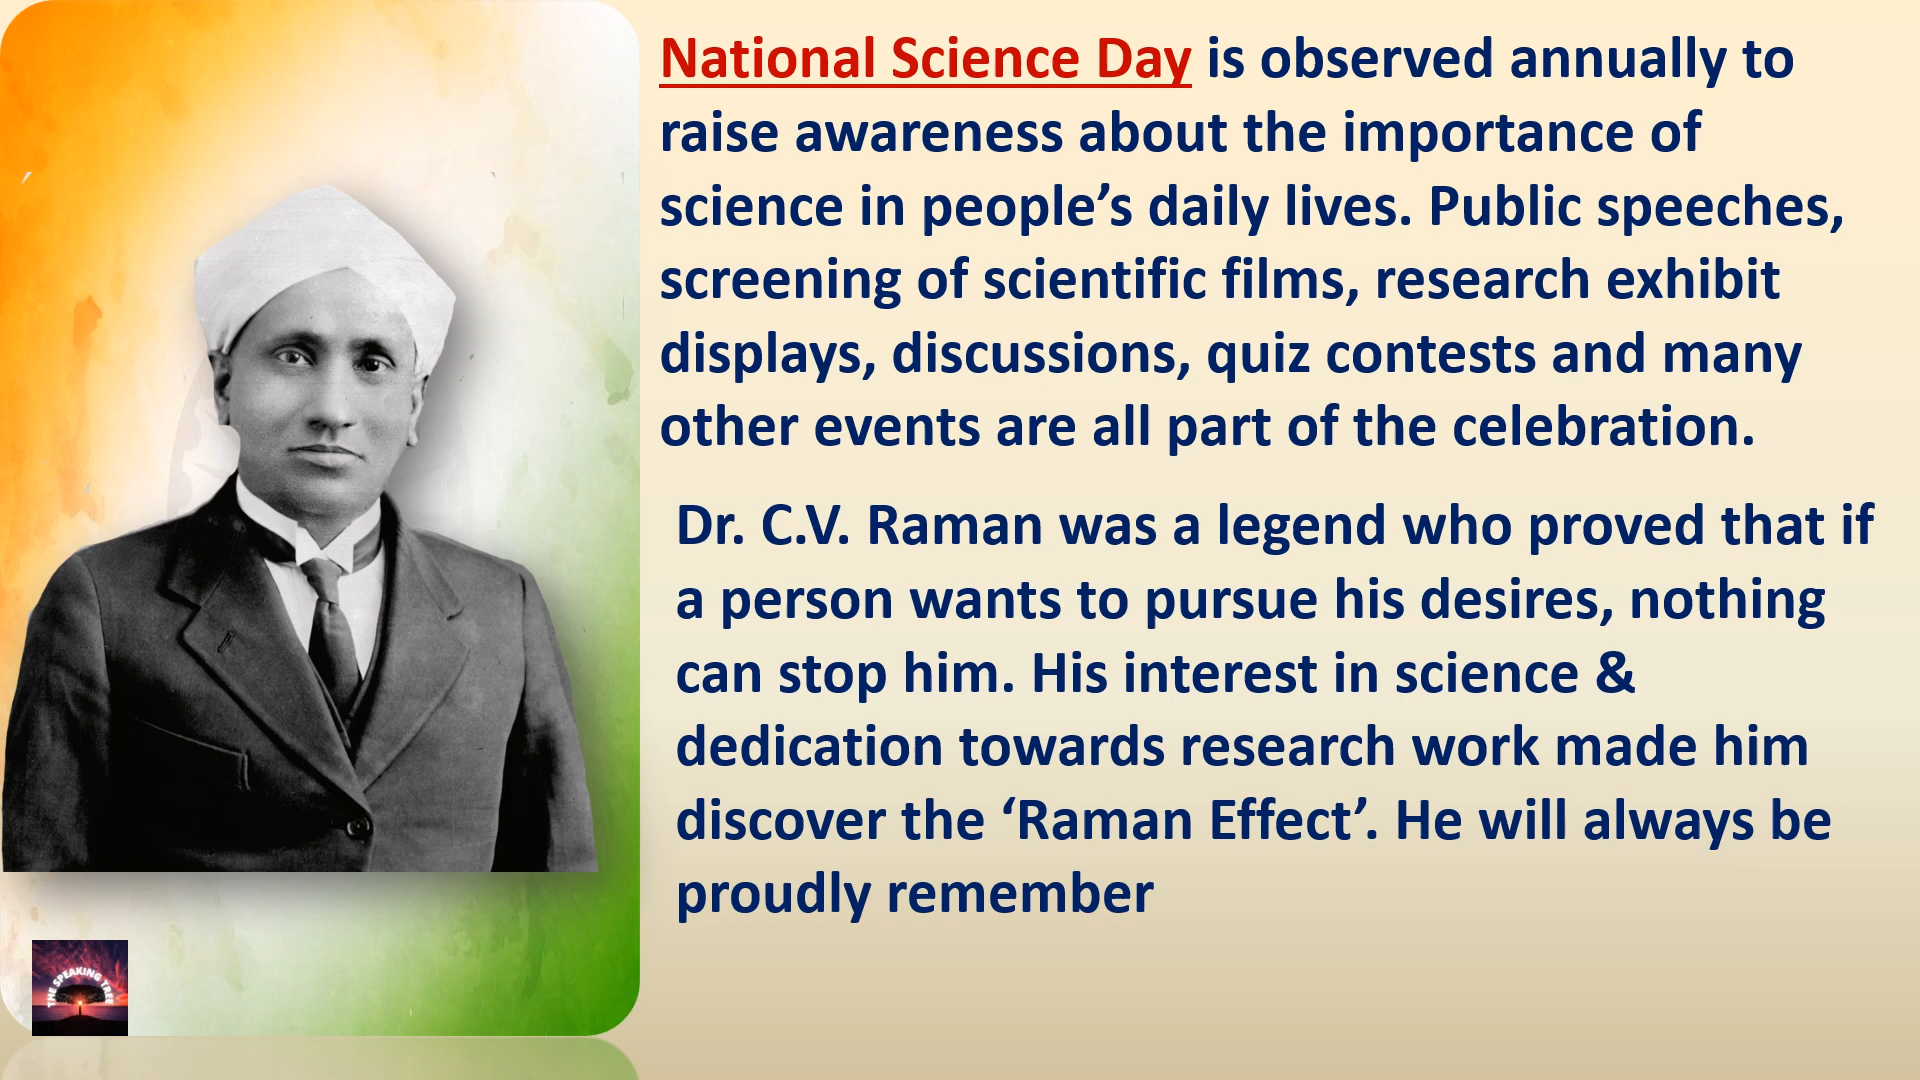 National Science Day is observed annually to
raise awareness about the importance of
science in people’s daily lives. Public speeches,
screening of scientific films, research exhibit
displays, discussions, quiz contests and many
other events are all part of the celebration.
Dr. C.V. Raman was a legend who proved that if
a person wants to pursue his desires, nothing
can stop him. His interest in science &
dedication towards research work made him
discover the ‘Raman Effect’. He will always be
proudly remember
THE SPEAKING TREE